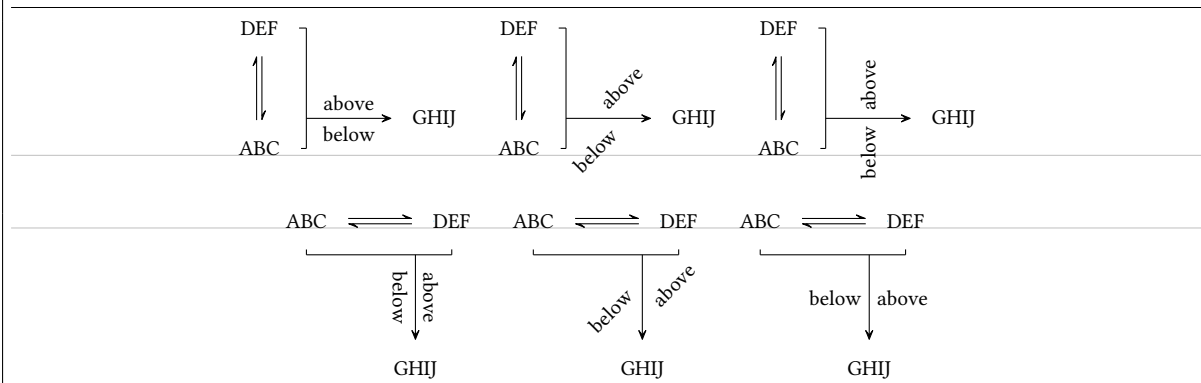 DEF DEF DEF
above above above
GHIJ GHIJ GHIJ
below below below
ABC ABC ABC
ABC DEF ABC DEF ABC DEF
below above below above below above
GHIJ GHIJ GHIJ